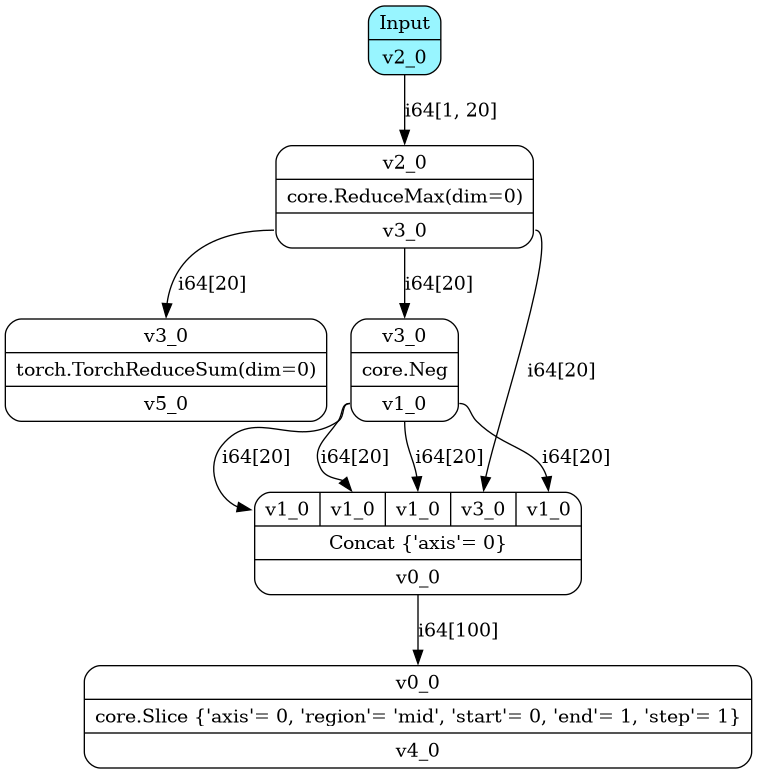 Input
v2_0
i64[1, 20]
v2_0
core.ReduceMax(dim=0)
v3_0
i64[20]
i64[20]
i64[20]
v3_0
torch.TorchReduceSum(dim=0)
v5_0
v3_0
core.Neg
v1_0
i64[20]
i64[20]
i64[20]
i64[20]
v1_0 v1_0 v1_0 v3_0 v1_0
Concat {'axis'= 0}
v0_0
i64[100]
v0_0
core.Slice {'axis'= 0, 'region'= 'mid', 'start'= 0, 'end'= 1, 'step'= 1}
v4_0